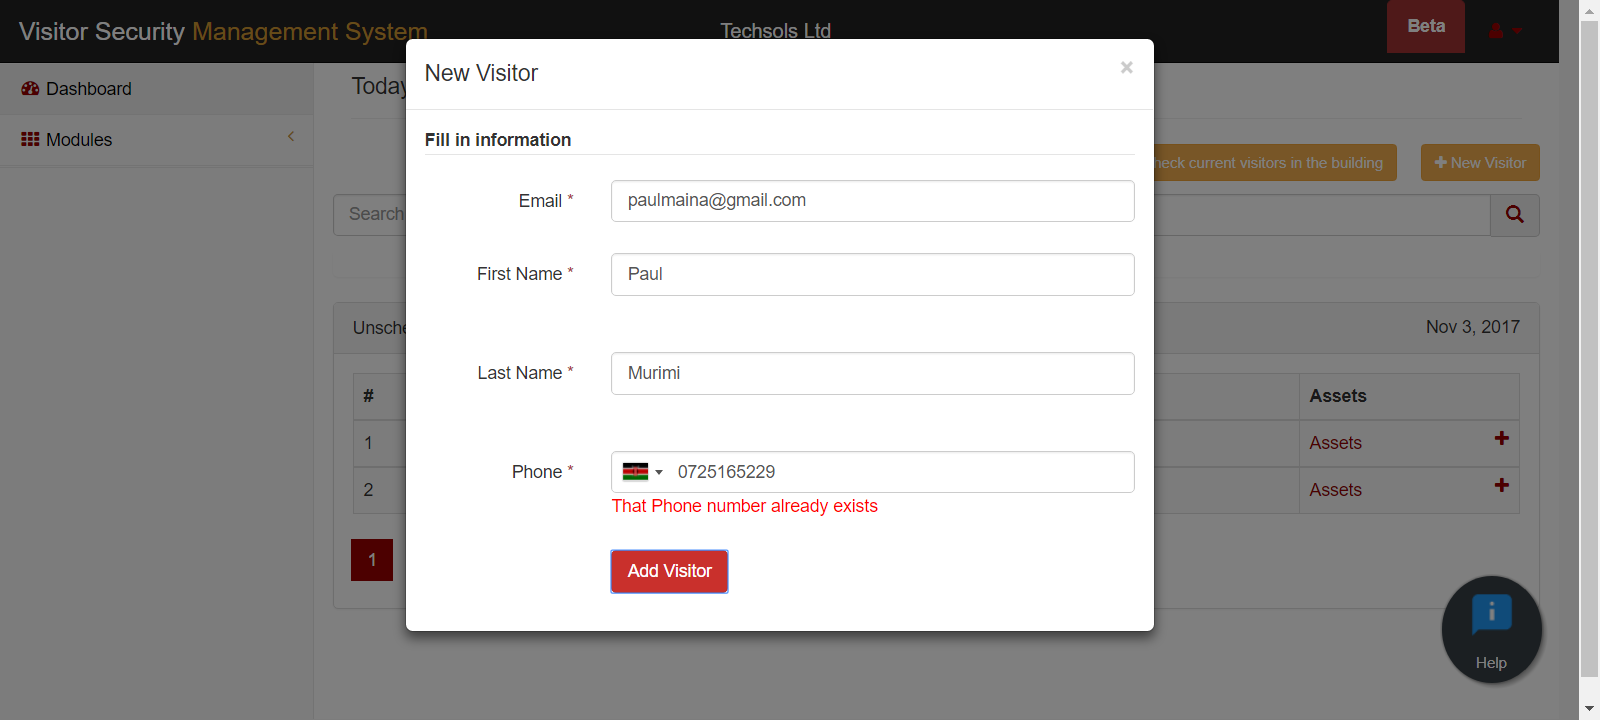 Visitor Security Management System
Techsols Ltd
Beta
Dashboard
Modules
Today
New Visitor
×
Fill in information
heck current visitors in the building
New Visitor
Search
Email *
paulmaina@gmail.com
First Name *
Paul
Last Name *
Murimi
Phone *
0725165229
That Phone number already exists
Add Visitor
Unsche
Nov 3, 2017
#
Assets
1
Assets
2
Assets
1
Help